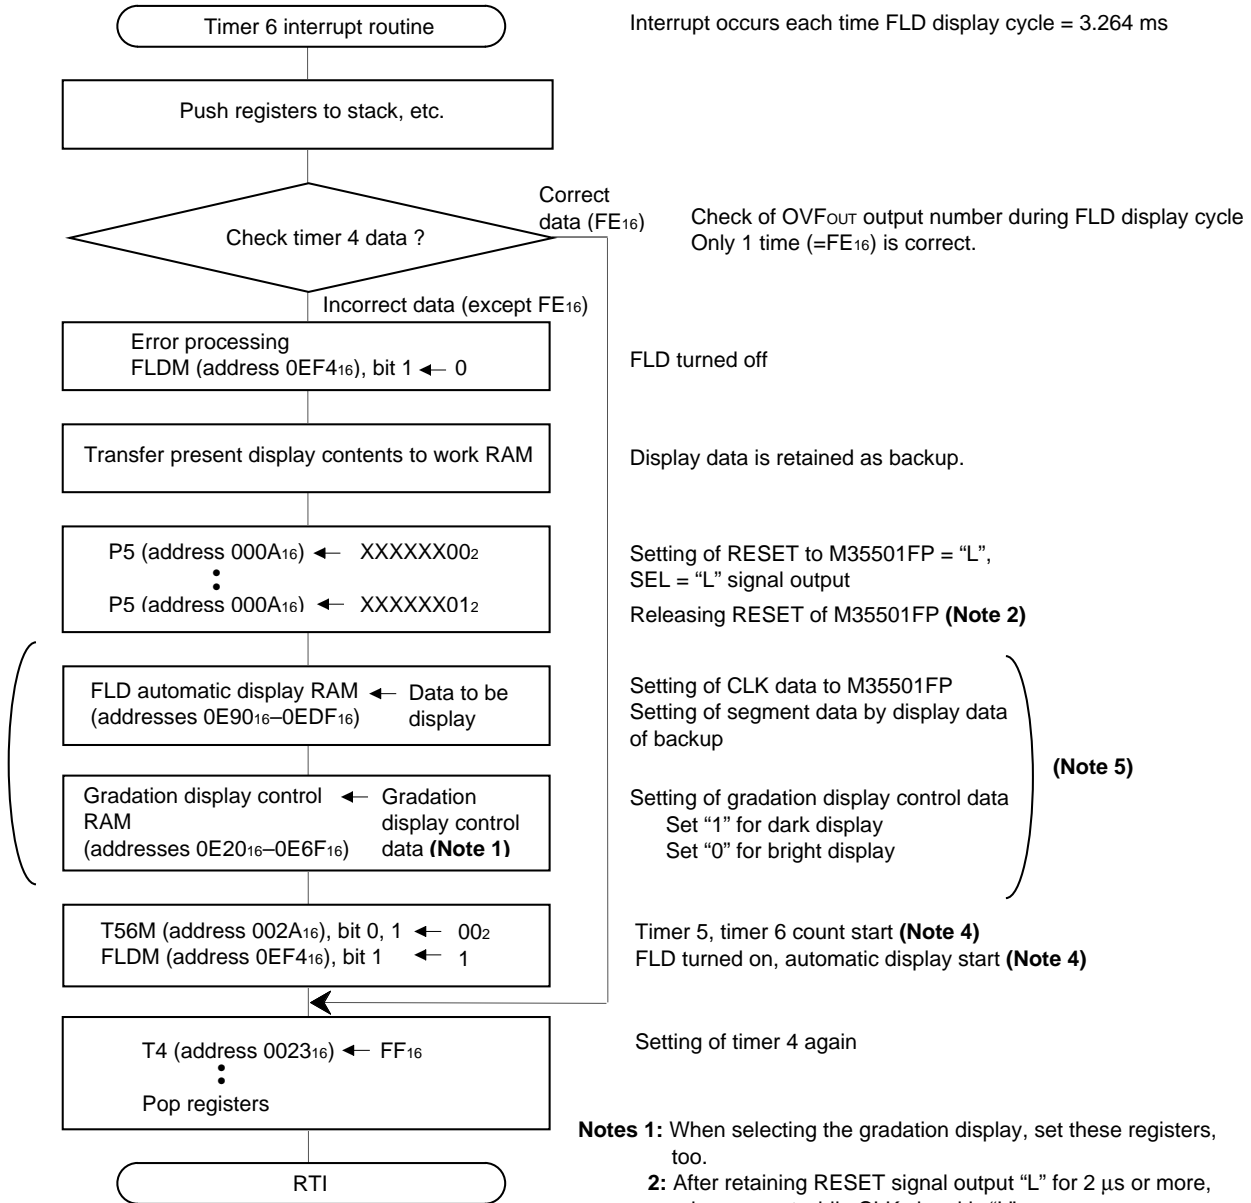 Timer 6 interrupt routine
Interrupt occurs each time FLD display cycle = 3.264 ms
Push registers to stack, etc.
Check timer 4 data ?
Correct
data (FE16)
Check of OVFOUT output number during FLD display cycle
Only 1 time (=FE16) is correct.
Incorrect data (except FE16)
Error processing
FLDM (address 0EF416), bit 1 ← 0
FLD turned off
Transfer present display contents to work RAM
Display data is retained as backup.
P5 (address 000A16) ← XXXXXX002
P5 (address 000A16) ← XXXXXX012
Setting of RESET to M35501FP = “L”,
SEL = “L” signal output
Releasing RESET of M35501FP (Note 2)
FLD automatic display RAM ← Data to be
(addresses 0E9016–0EDF16) display
Setting of CLK data to M35501FP
Setting of segment data by display data
of backup
Gradation display control ← Gradation
RAM display control
(addresses 0E2016–0E6F16) data (Note 1)
Setting of gradation display control data
Set “1” for dark display
Set “0” for bright display
(Note 5)
T56M (address 002A16), bit 0, 1 ← 002
FLDM (address 0EF416), bit 1 ← 1
Timer 5, timer 6 count start (Note 4)
FLD turned on, automatic display start (Note 4)
T4 (address 002316) ← FF16
Pop registers
Setting of timer 4 again
RTI
Notes 1: When selecting the gradation display, set these registers,
too.
2: After retaining RESET signal output “L” for 2 µs or more,